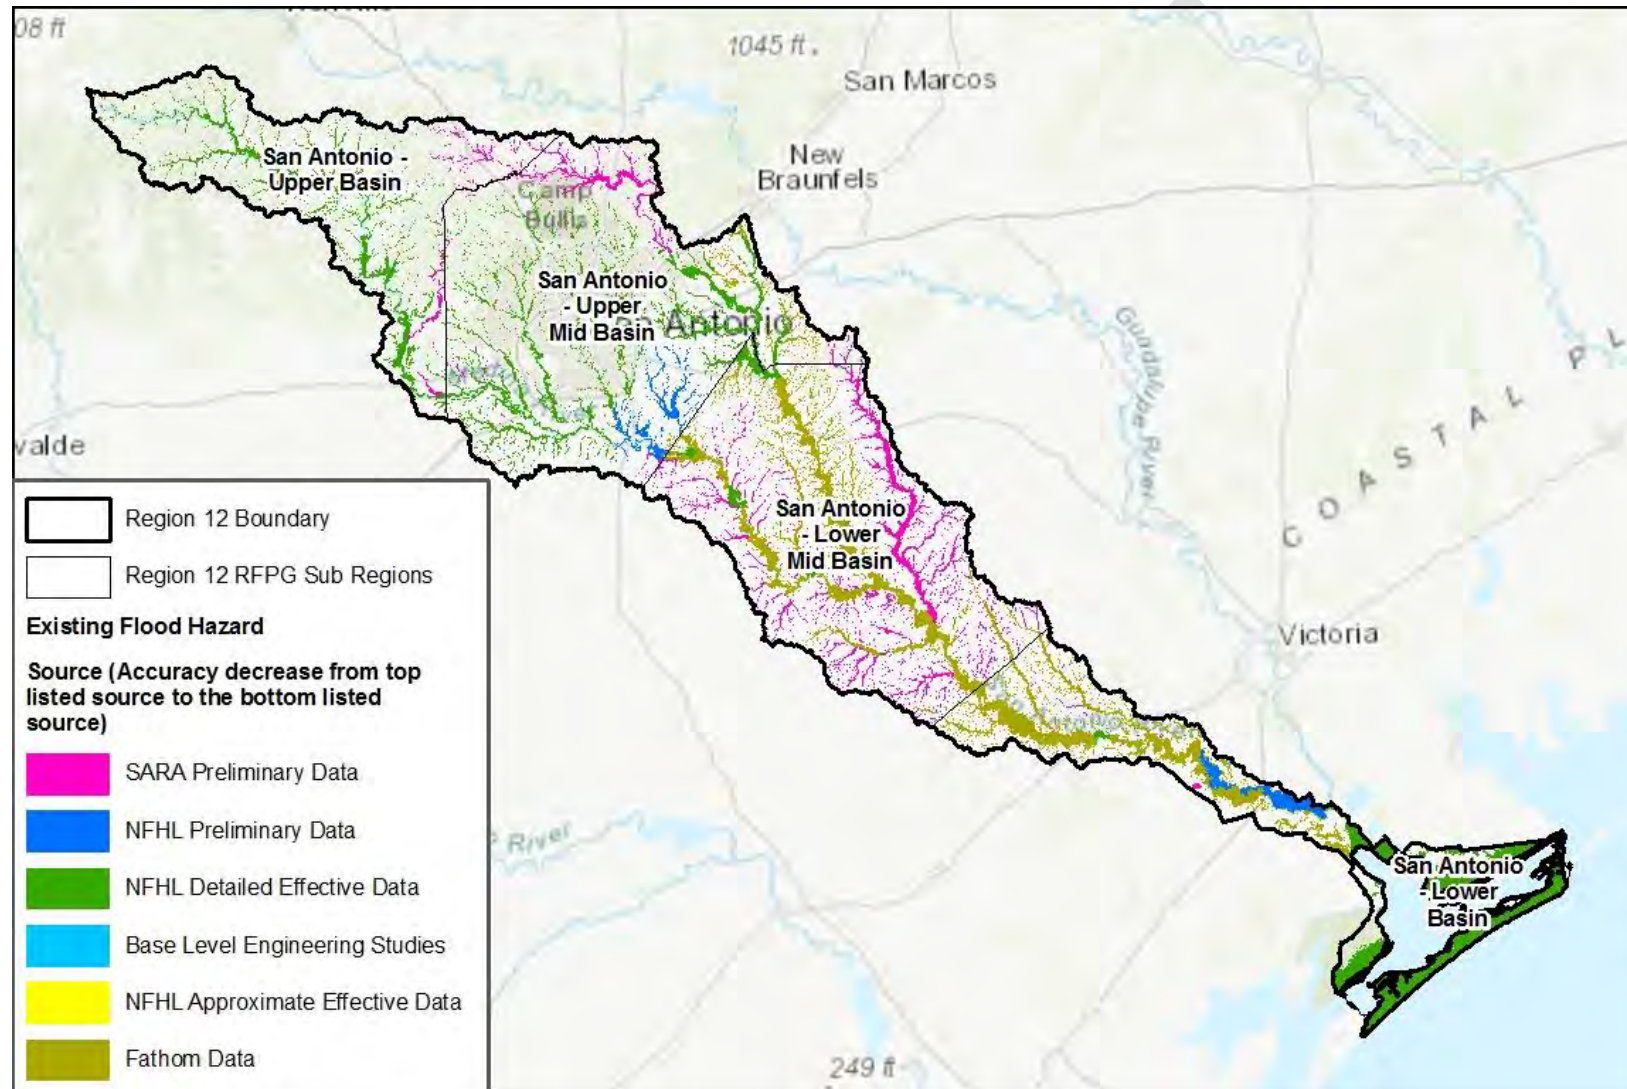 08 ft
1045 ft.
San Marcos
New
Braunfels
San Antonio -
Upper Basin
Camp
Bullis
San Antonio
- Upper
Mid Basin
Antonio
Medina River
valde
San Antonio
- Lower
Mid Basin
Guadalupe River
COASTAL PL
Victoria
River
San Antonio
- Lower
Basin
249 ft
Region 12 Boundary
Region 12 RFPG Sub Regions
Existing Flood Hazard
Source (Accuracy decrease from top
listed source to the bottom listed
source)
SARA Preliminary Data
NFHL Preliminary Data
NFHL Detailed Effective Data
Base Level Engineering Studies
NFHL Approximate Effective Data
Fathom Data